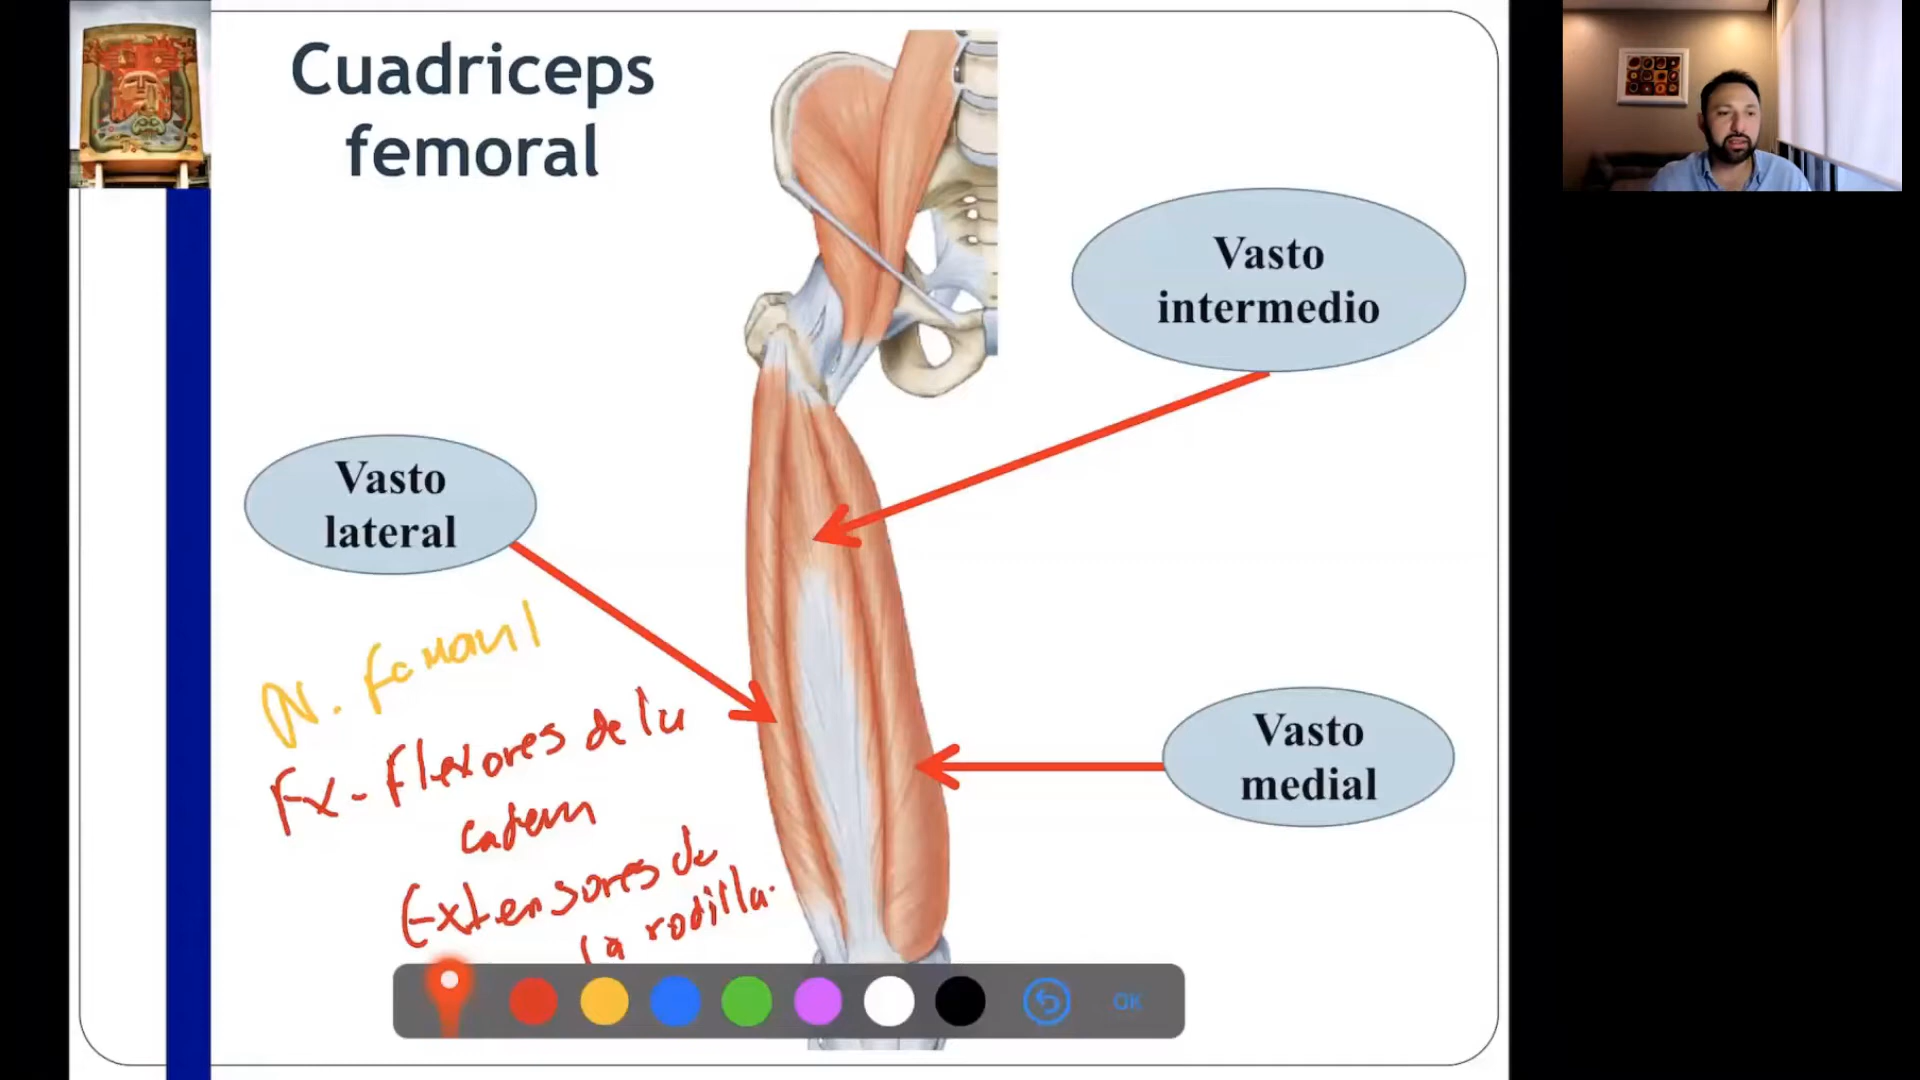 Cuadriceps
femoral
Vasto
intermedio
Vasto
lateral
N. femoral
Fx - Flexores de la
cadera
Extensores de
la rodilla.
Vasto
medial
OK